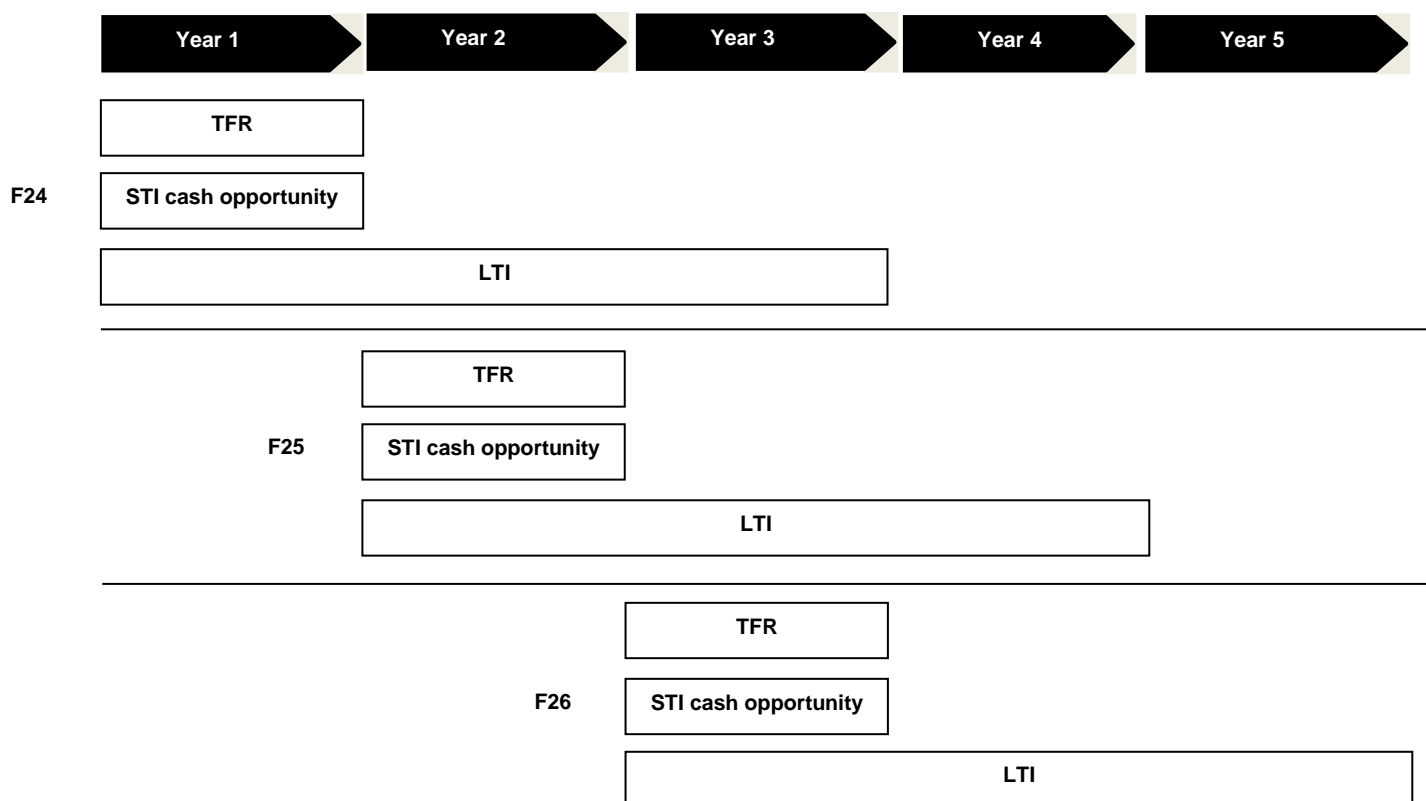 Year 1
Year 2
Year 3
Year 4
Year 5
TFR
F24
STI cash opportunity
LTI
TFR
F25
STI cash opportunity
LTI
TFR
F26
STI cash opportunity
LTI